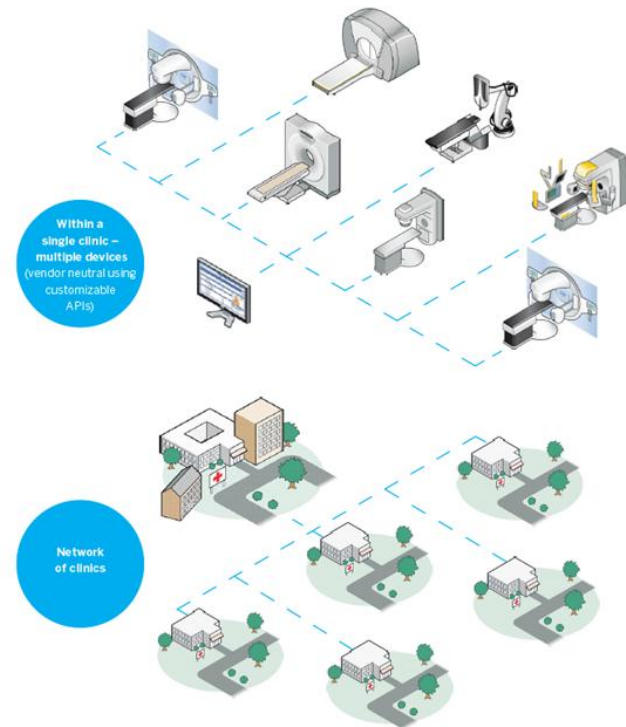 Within
a single clinic –
multiple devices
(vendor neutral using
customizable
APIs)
Network
of clinics